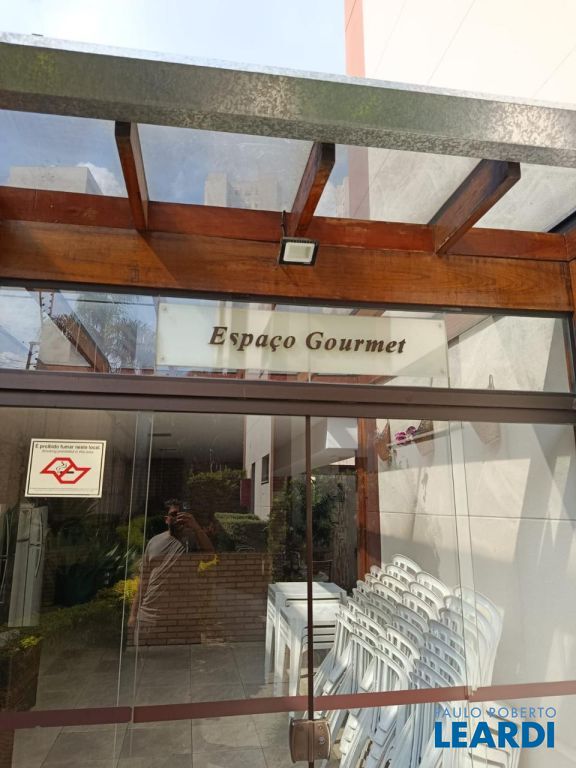 Espaço Gourmet
É proibido fumar neste local.
PAULO ROBERTO
LEARDI